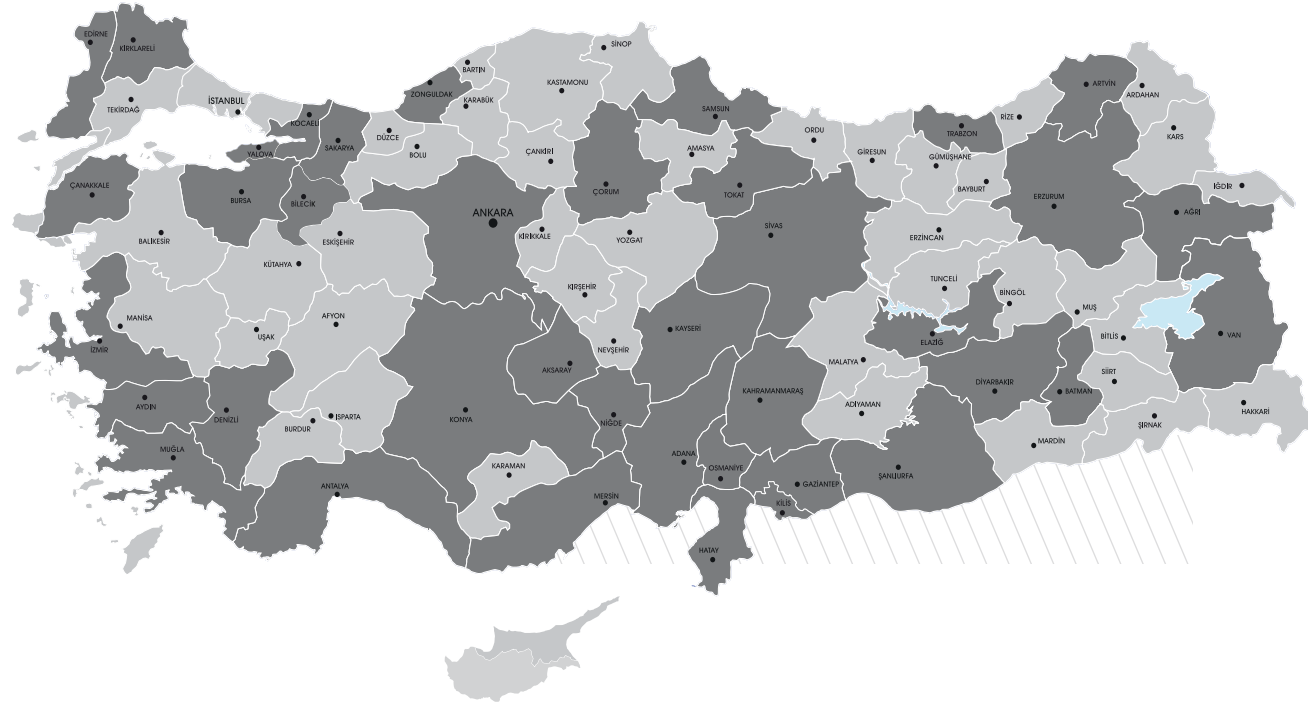 EDİRNE
KIRKLARELİ
TEKİRDAĞ
İSTANBUL
KOCAELİ
YALOVA
SAKARYA
DÜZCE
BOLU
ZONGULDAK
BARTIN
KARABÜK
KASTAMONU
SİNOP
ÇANKIRI
ÇORUM
SAMSUN
AMASYA
TOKAT
ORDU
GİRESUN
TRABZON
GÜMÜŞHANE
BAYBURT
RİZE
ARTVİN
ARDAHAN
KARS
IĞDIR
AĞRI
ERZURUM
ERZİNCAN
SİVAS
YOZGAT
KIRIKKALE
ANKARA
ESKİŞEHİR
BİLECİK
BURSA
ÇANAKKALE
BALIKESİR
KÜTAHYA
MANİSA
UŞAK
AFYON
İZMİR
AYDIN
DENİZLİ
MUĞLA
BURDUR
ISPARTA
ANTALYA
KONYA
KARAMAN
AKSARAY
KIRŞEHİR
NEVŞEHİR
NİĞDE
KAYSERİ
MERSİN
ADANA
OSMANİYE
HATAY
KİLİS
GAZİANTEP
KAHRAMANMARAŞ
MALATYA
ADIYAMAN
ŞANLIURFA
ELAZIĞ
TUNCELİ
BİNGÖL
MUŞ
BİTLİS
VAN
DİYARBAKIR
BATMAN
SİİRT
MARDİN
ŞIRNAK
HAKKARİ